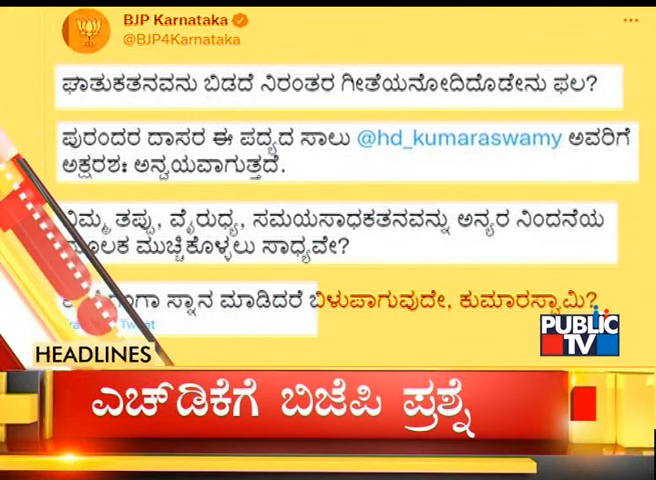 BJP Karnataka
@BJP4Karnataka
ಘಾತುಕತನವನು ಬಿಡದೆ ನಿರಂತರ ಗೀತೆಯನೋದಿದೊಡೇನು ಫಲ?
ಪುರಂದರ ದಾಸರ ಈ ಪದ್ಯದ ಸಾಲು @hd_kumaraswamy ಅವರಿಗೆ
ಅಕ್ಷರಶಃ ಅನ್ವಯವಾಗುತ್ತದೆ.
ನಿಮ್ಮ ತಪ್ಪು, ವೈರುಧ್ಯ, ಸಮಯಸಾಧಕತನವನ್ನು ಅನ್ಯರ ನಿಂದನೆಯ
ಮೂಲಕ ಮುಚ್ಚಿಕೊಳ್ಳಲು ಸಾಧ್ಯವೇ?
ಸ್ನಾನ ಮಾಡಿದರೆ ಬಿಳುಪಾಗುವುದೇ, ಕುಮಾರಸ್ವಾಮಿ?
Tweet
PUBLIC
TV
HEADLINES
ಎಚ್‌ಡಿಕೆಗೆ ಬಿಜೆಪಿ ಪ್ರಶ್ನೆ